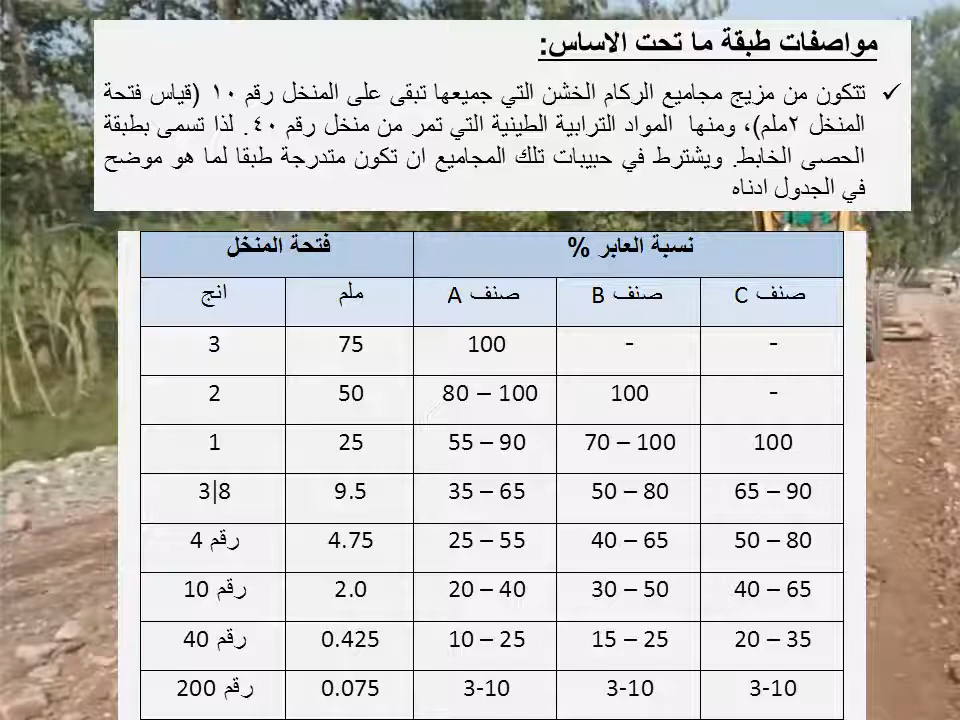 مواصفات طبقة ما تحت الاساس:
✓ تتكون من مزيج مجاميع الركام الخشن التي جميعها تبقى على المنخل رقم ١٠ (قياس فتحة
المنخل ٢ملم)، ومنها المواد الترابية الطينية التي تمر من منخل رقم ٤٠. لذا تسمى بطبقة
الحصى الخابط. ويشترط في حبيبات تلك المجاميع ان تكون متدرجة طبقا لما هو موضح
في الجدول ادناه
فتحة المنخل نسبة العابر %
انج ملم صنف A صنف B صنف C
3 75 100 - -
2 50 80 – 100 100 -
1 25 55 – 90 70 – 100 100
3|8 9.5 35 – 65 50 – 80 65 – 90
رقم 4 4.75 25 – 55 40 – 65 50 – 80
رقم 10 2.0 20 – 40 30 – 50 40 – 65
رقم 40 0.425 10 – 25 15 – 25 20 – 35
رقم 200 0.075 3-10 3-10 3-10